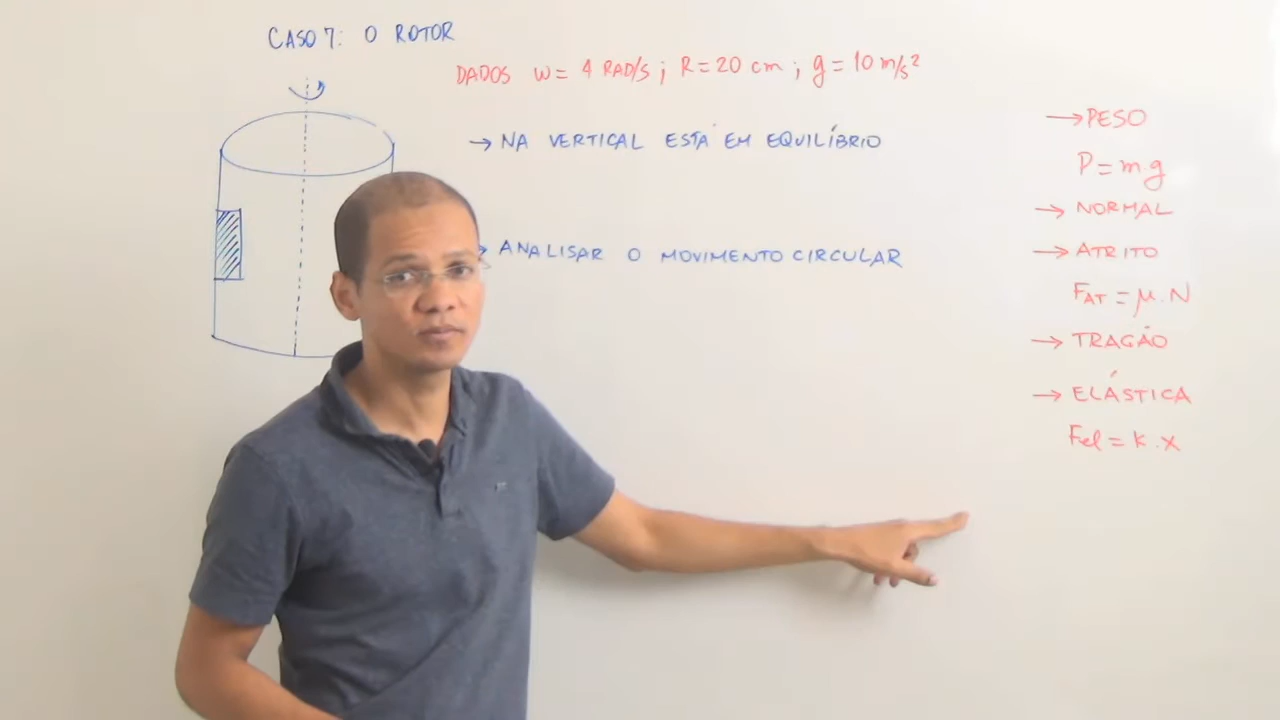 CASO 7: O ROTOR
DADOS W = 4 RAD/S ; R = 20 cm ; g = 10 m/s²
→ NA VERTICAL ESTÁ EM EQUILÍBRIO
→ ANALISAR O MOVIMENTO CIRCULAR
→ PESO
P = m.g
→ NORMAL
→ ATRITO
FAT = μ.N
→ TRAÇÃO
→ ELÁSTICA
Fel = K.x